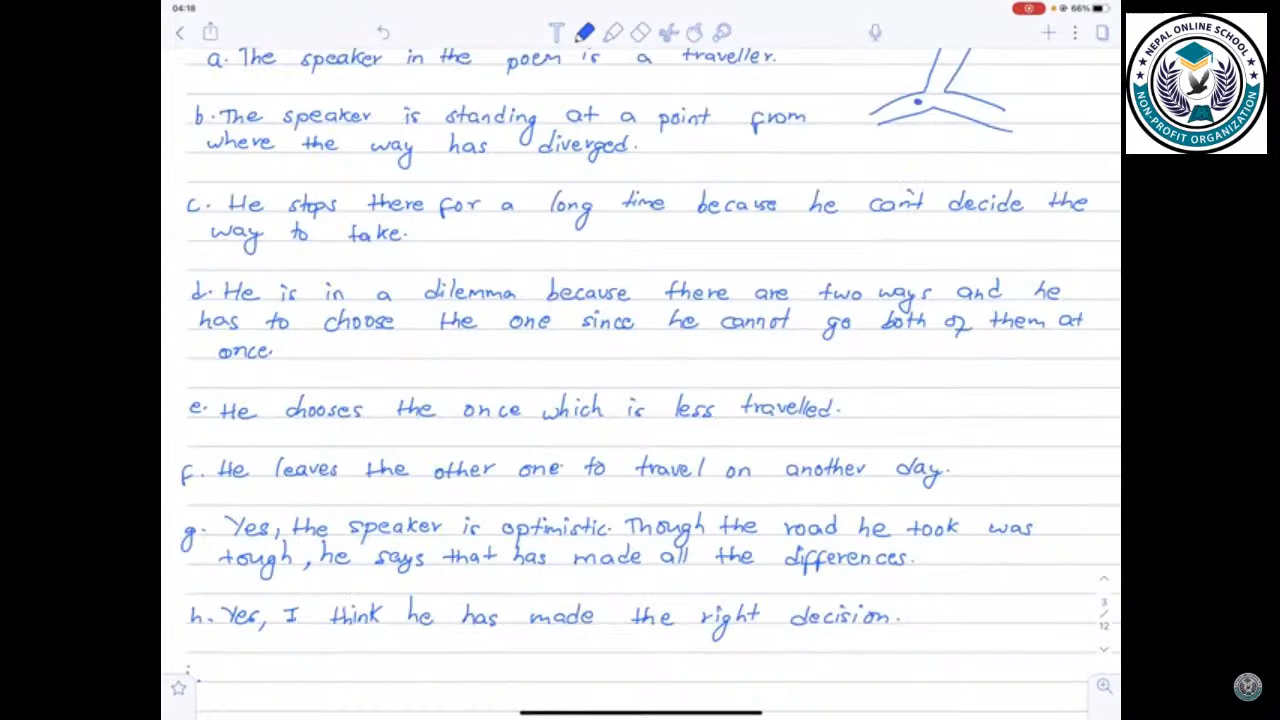 04:18
66%
a. The speaker in the poem is a traveller.
b. The speaker is standing at a point from
where the way has diverged.
c. He stops there for a long time because he can't decide the
way to take.
d. He is in a dilemma because there are two ways and he
has to choose the one since he cannot go both of them at
once.
e. He chooses the once which is less travelled.
f. He leaves the other one to travel on another day.
g. Yes, the speaker is optimistic. Though the road he took was
tough, he says that has made all the differences.
h. Yes, I think he has made the right decision.
3
/
12
NEPAL ONLINE SCHOOL
NON-PROFIT ORGANIZATION